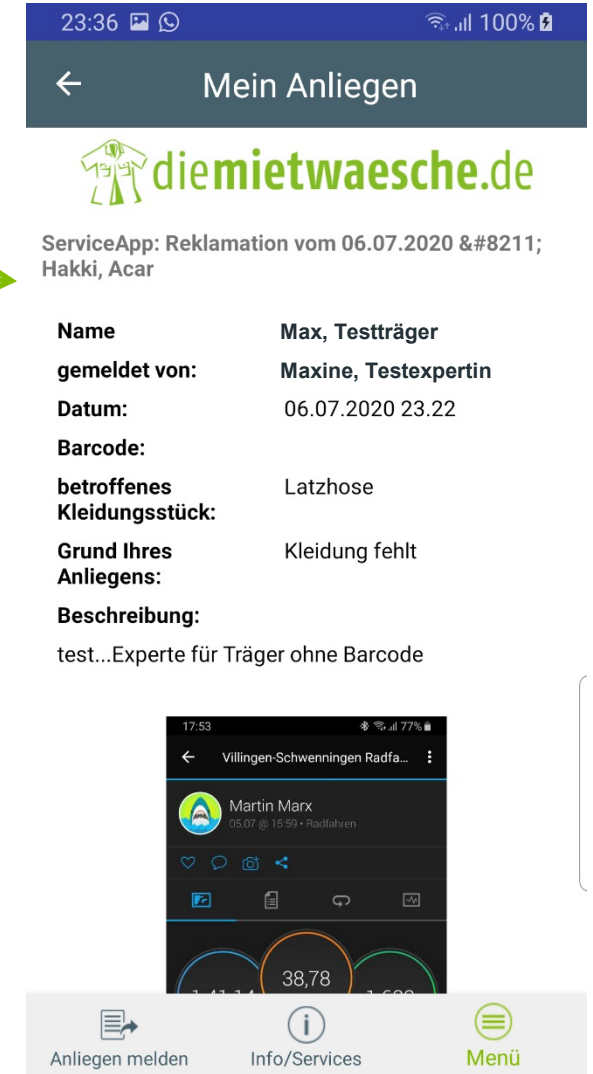 23:36 100%
Mein Anliegen
diemietwaesche.de
ServiceApp: Reklamation vom 06.07.2020 &#8211;
Hakki, Acar
Name Max, Testträger
gemeldet von: Maxine, Testexpertin
Datum: 06.07.2020 23.22
Barcode:
betroffenes Latzhose
Kleidungsstück:
Grund Ihres Kleidung fehlt
Anliegens:
Beschreibung:
test...Experte für Träger ohne Barcode
17:53 77%
Villingen-Schwenningen Radfa...
Martin Marx
05.07 @ 15:59 • Radfahren
38,78
Anliegen melden Info/Services Menü